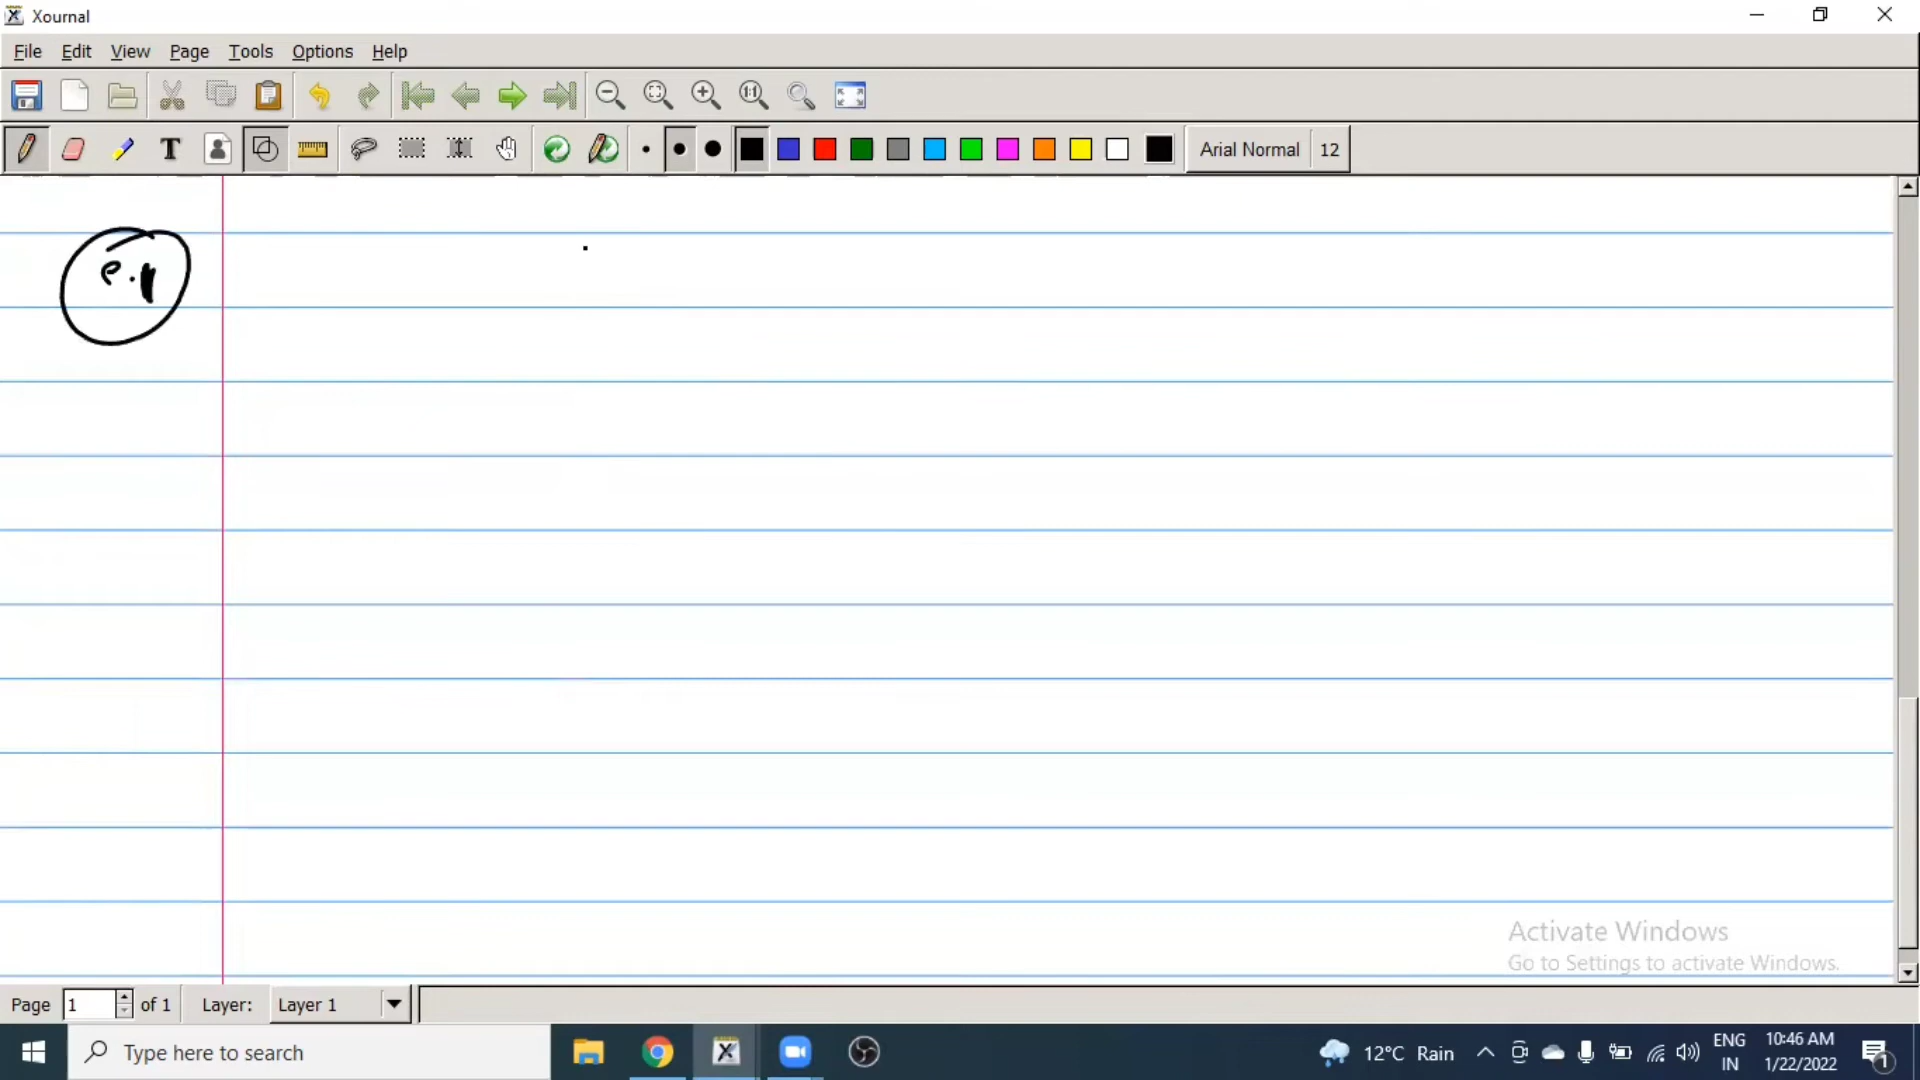 Xournal
File Edit View Page Tools Options Help
T Arial Normal 12
Activate Windows
Go to Settings to activate Windows.
Page 1 of 1 Layer: Layer 1
Type here to search
12°C Rain
ENG
IN
10:46 AM
1/22/2022
1